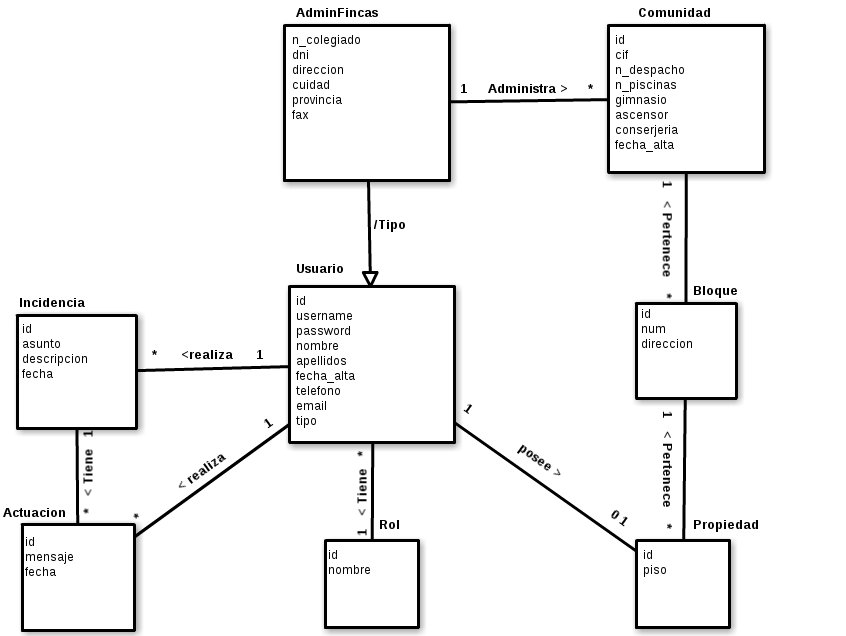 AdminFincas
n_colegiado
dni
direccion
cuidad
provincia
fax
1 Administra > *
Comunidad
id
cif
n_despacho
n_piscinas
gimnasio
ascensor
conserjeria
fecha_alta
/Tipo
1 < Pertenece *
Usuario
id
username
password
nombre
apellidos
fecha_alta
telefono
email
tipo
Bloque
id
num
direccion
Incidencia
id
asunto
descripcion
fecha
* <realiza 1
1 < Pertenece *
* < Tiene 1
* < realiza 1
1 < Tiene *
1 posee > 0 1
Actuacion
id
mensaje
fecha
Rol
id
nombre
Propiedad
id
piso